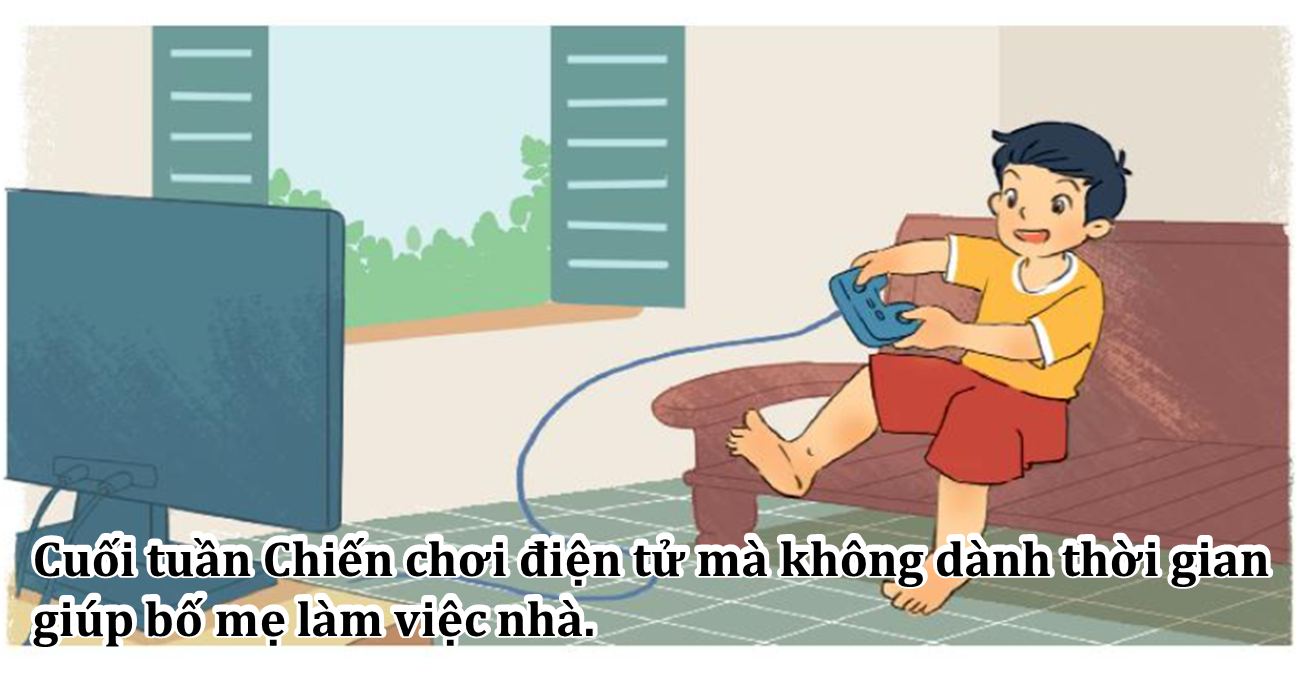 Cuối tuần Chiến chơi điện tử mà không dành thời gian
giúp bố mẹ làm việc nhà.